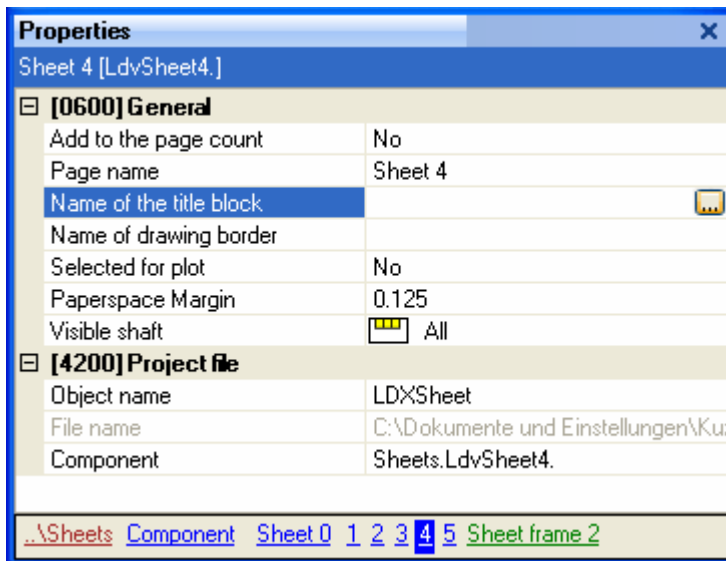 Properties
Sheet 4 [LdvSheet4.]
[0600] General
Add to the page count No
Page name Sheet 4
Name of the title block ...
Name of drawing border
Selected for plot No
Paperspace Margin 0.125
Visible shaft All
[4200] Project file
Object name LDXSheet
File name C:\Dokumente und Einstellungen\Ku
Component Sheets.LdvSheet4.
..\Sheets Component Sheet 0 1 2 3 4 5 Sheet frame 2